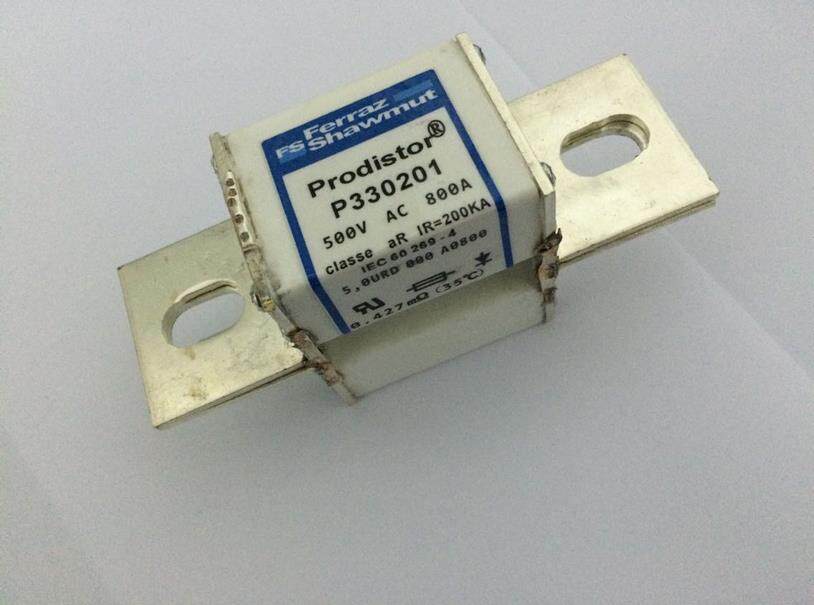 FS Ferraz
Shawmut
Prodistor®
P330201
500V AC 800A
classe aR IR=200KA
IEC 60 269-4
5,0URD 000 A0800
0.427mΩ(35℃)